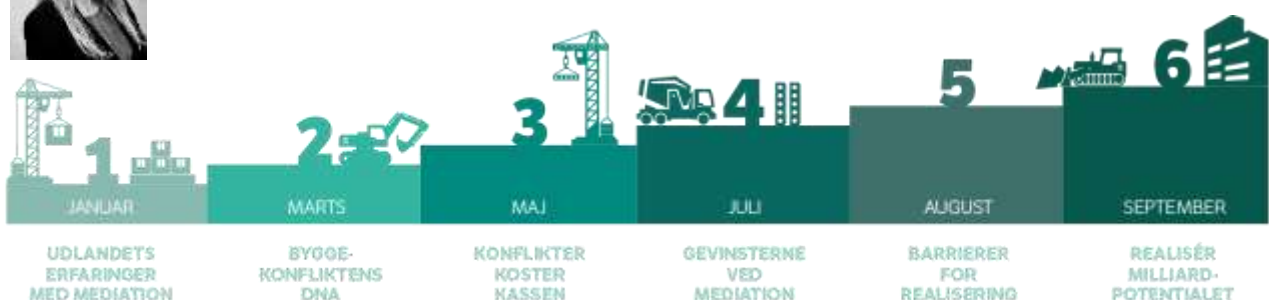 1
2
3
4
5
6
JANUAR
MARTS
MAJ
JULI
AUGUST
SEPTEMBER
UDLANDETS
ERFARINGER
MED MEDIATION
BYGGE-
KONFLIKTENS
DNA
KONFLIKTER
KOSTER
KASSEN
GEVINSTERNE
VED
MEDIATION
BARRIERER
FOR
REALISERING
REALISÉR
MILLIARD-
POTENTIALET